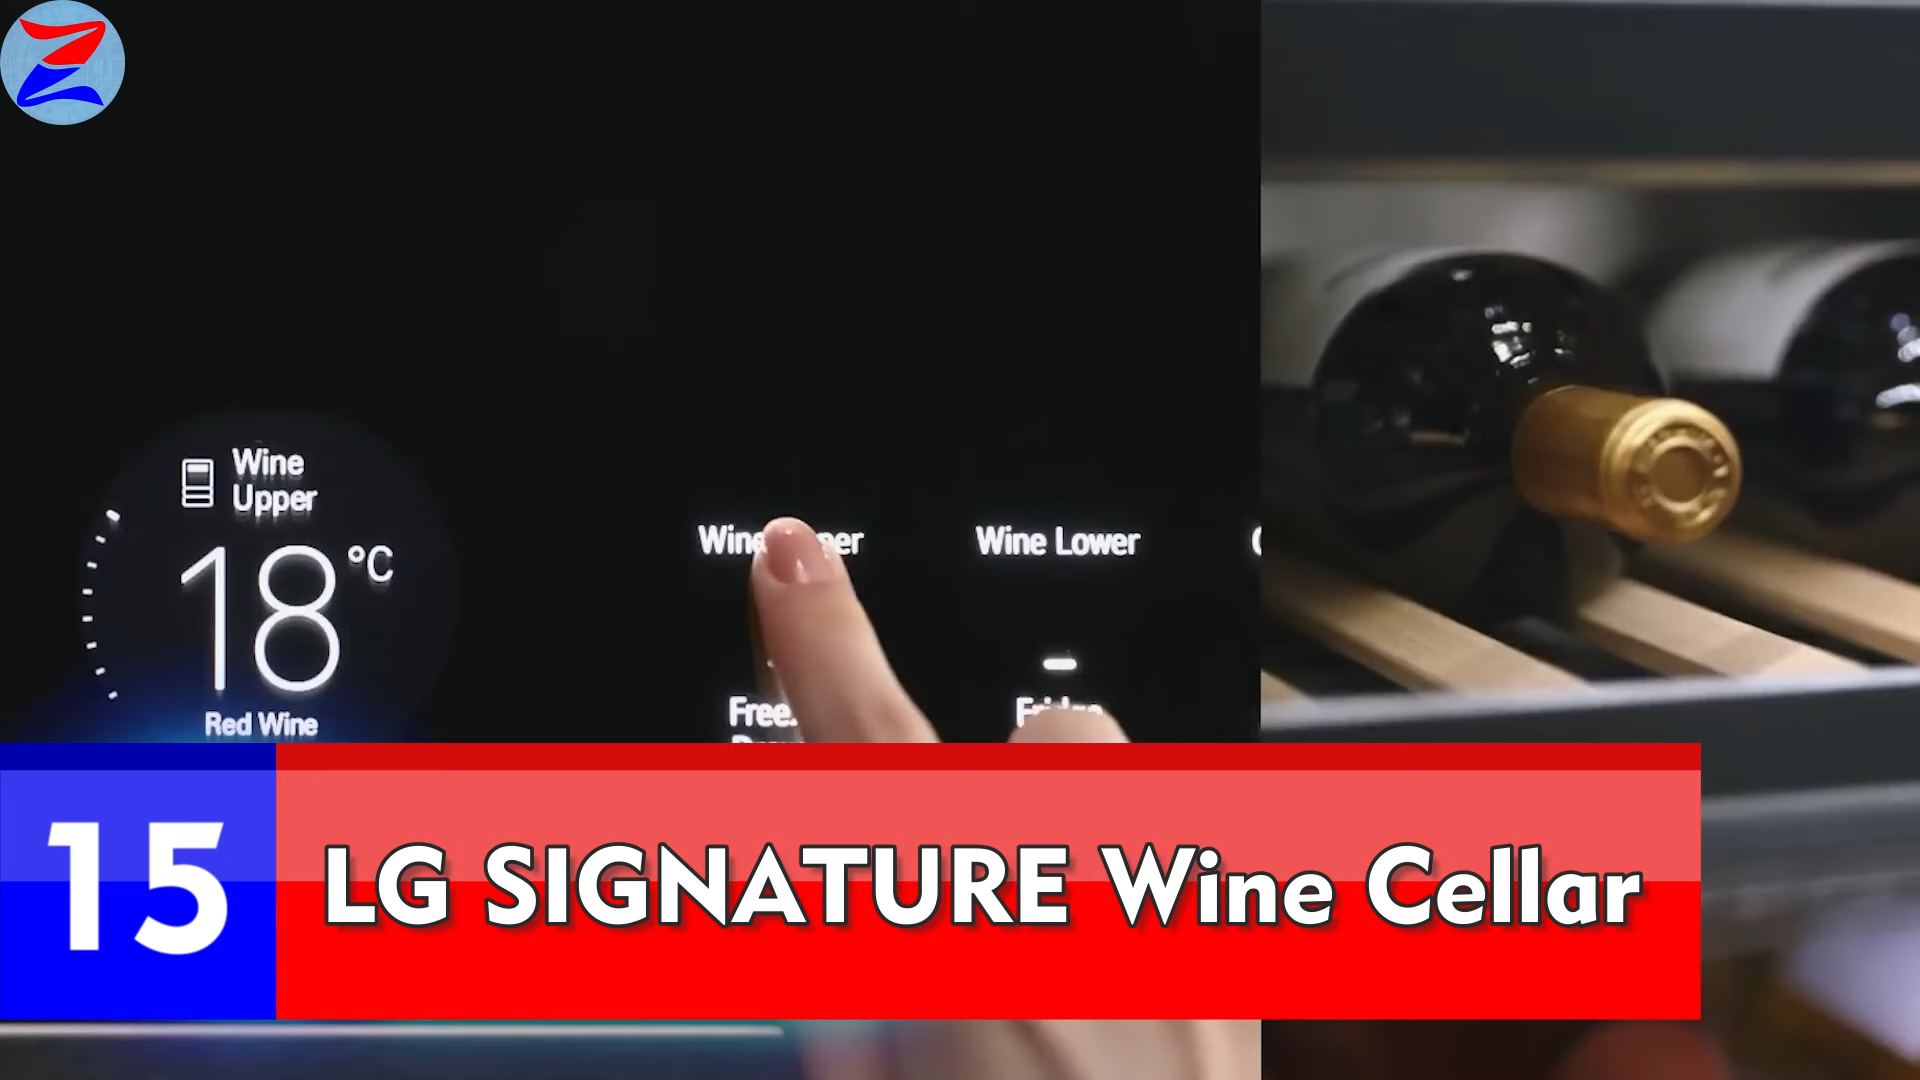 Wine
Upper
18 °C
Red Wine
Wine Lower
15
LG SIGNATURE Wine Cellar